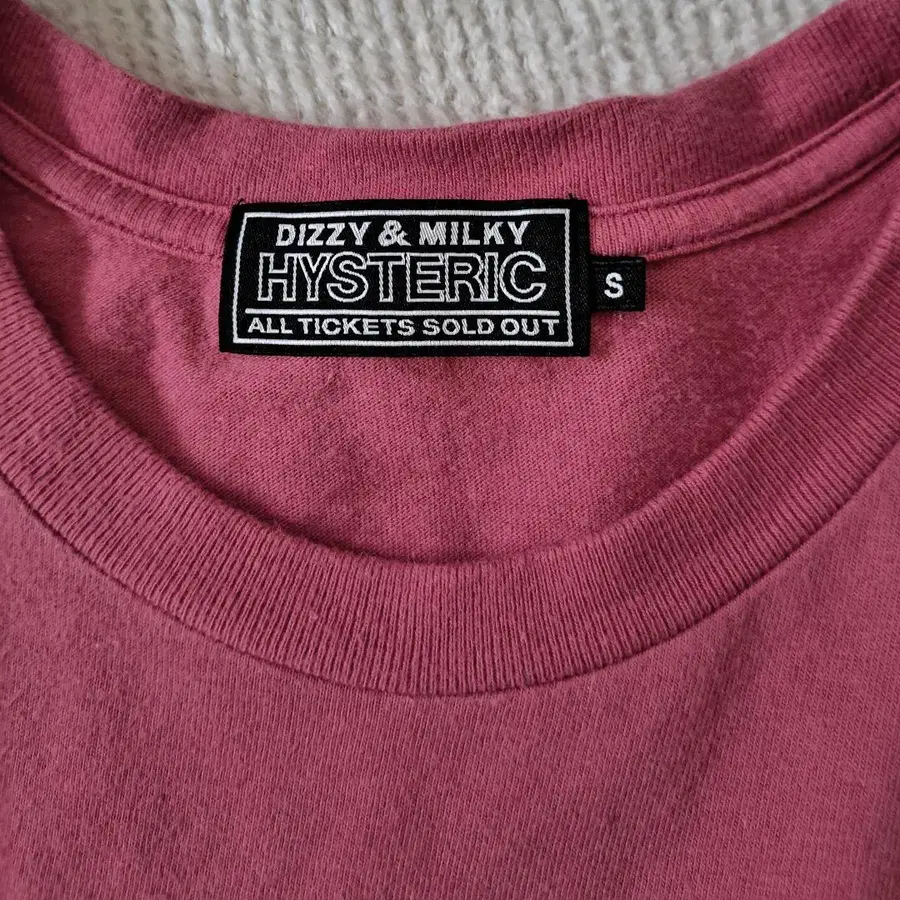 DIZZY & MILKY
HYSTERIC
ALL TICKETS SOLD OUT
S